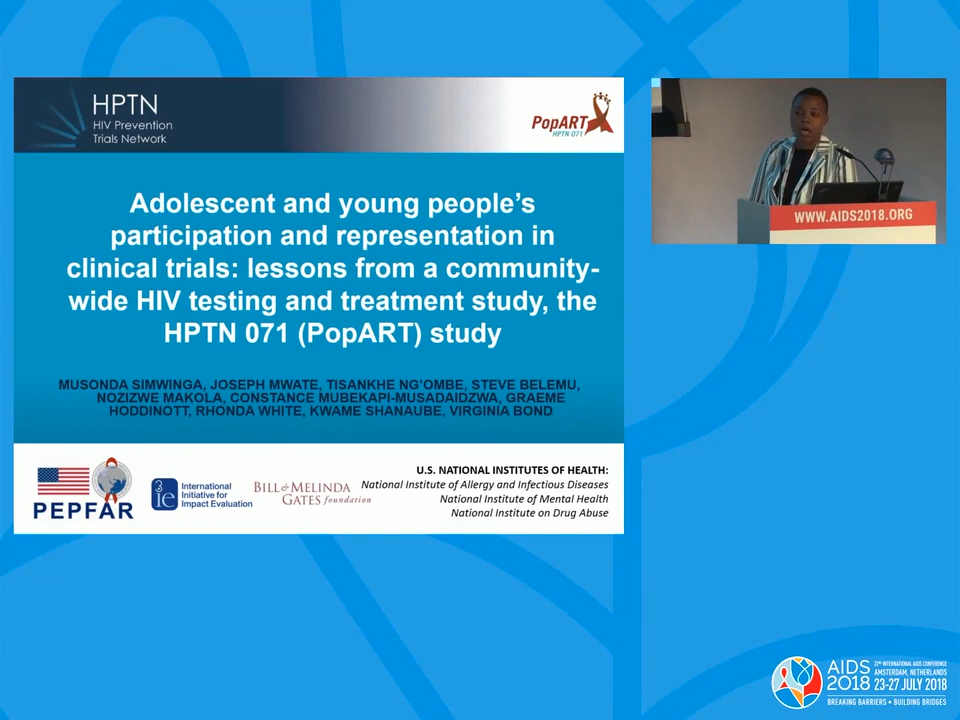 HPTN
HIV Prevention
Trials Network
PopART
HPTN 071
Adolescent and young people's
participation and representation in
clinical trials: lessons from a community-
wide HIV testing and treatment study, the
HPTN 071 (PopART) study
MUSONDA SIMWINGA, JOSEPH MWATE, TISANKHE NG'OMBE, STEVE BELEMU,
NOZIZWE MAKOLA, CONSTANCE MUBEKAPI-MUSADAIDZWA, GRAEME
HODDINOTT, RHONDA WHITE, KWAME SHANAUBE, VIRGINIA BOND
PEPFAR
3ie
International
Initiative for
Impact Evaluation
BILL & MELINDA
GATES foundation
U.S. NATIONAL INSTITUTES OF HEALTH:
National Institute of Allergy and Infectious Diseases
National Institute of Mental Health
National Institute on Drug Abuse
WWW.AIDS2018.ORG
AIDS
2018
22ND INTERNATIONAL AIDS CONFERENCE
AMSTERDAM, NETHERLANDS
23-27 JULY 2018
BREAKING BARRIERS • BUILDING BRIDGES